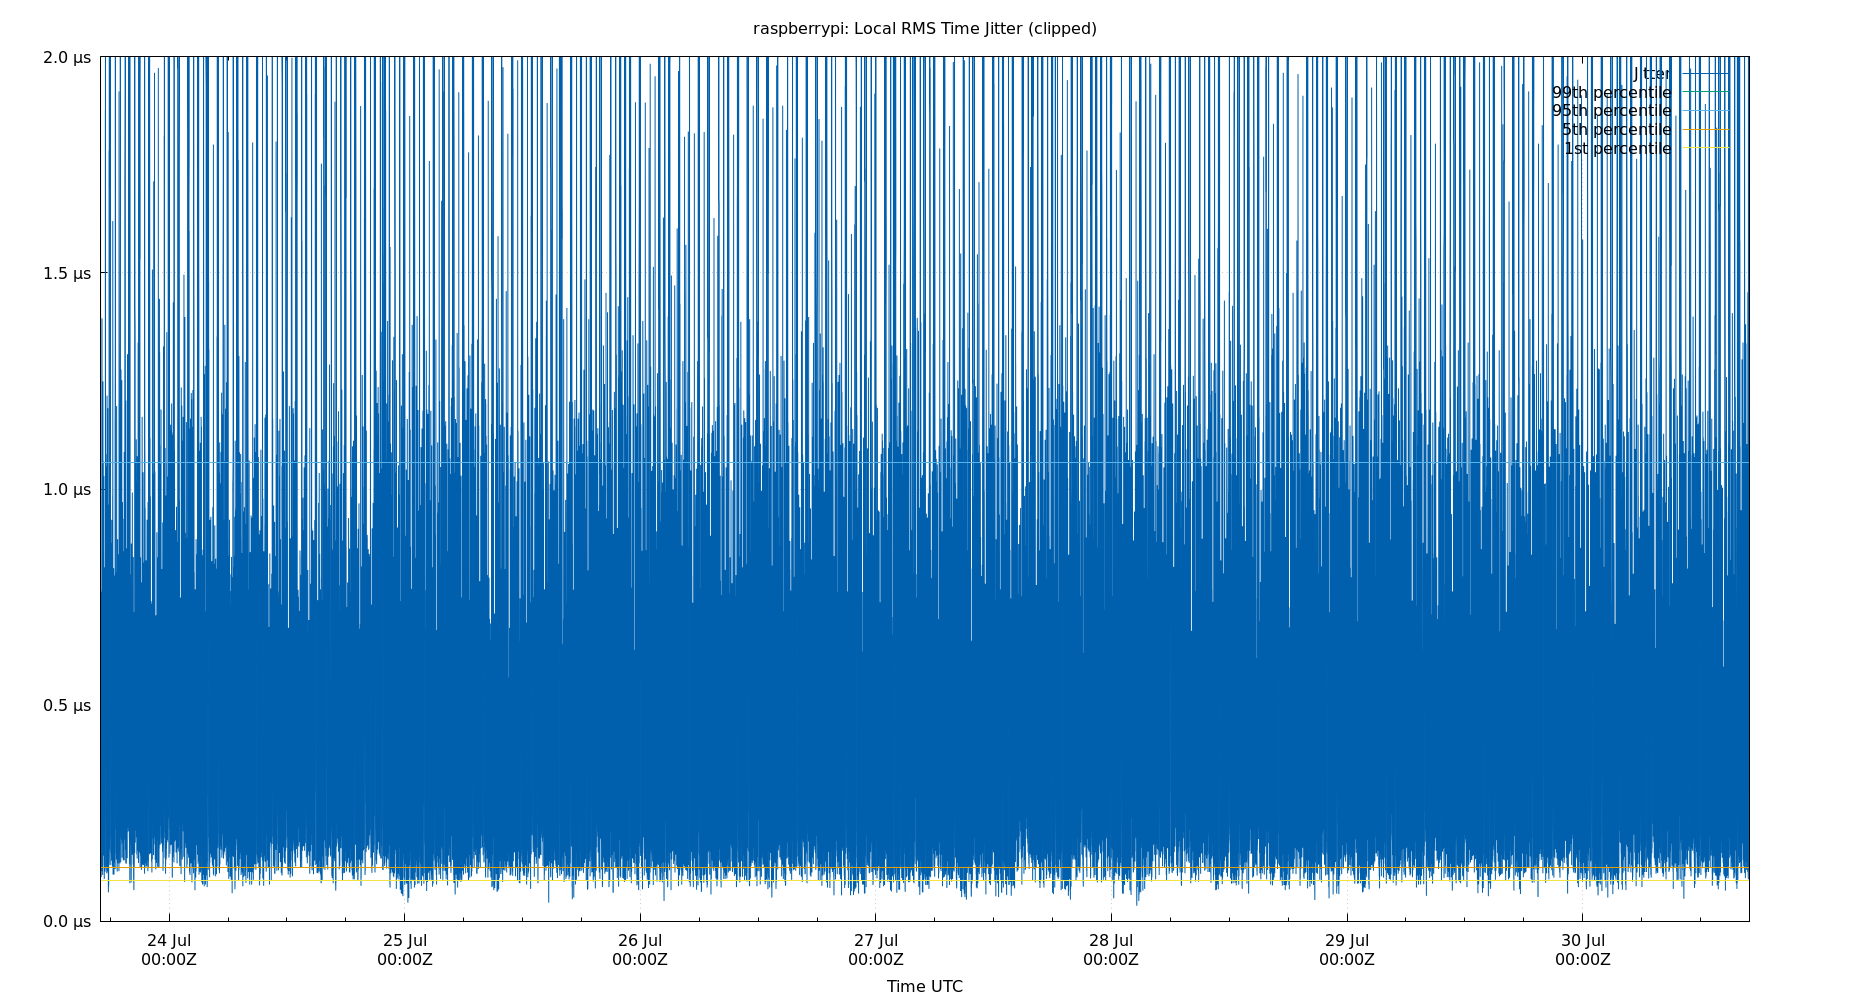 raspberrypi: Local RMS Time Jitter (clipped)
2.0 μs
1.5 μs
1.0 μs
0.5 μs
0.0 μs
Jitter
99th percentile
95th percentile
5th percentile
1st percentile
24 Jul 25 Jul 26 Jul 27 Jul 28 Jul 29 Jul 30 Jul
00:00Z 00:00Z 00:00Z 00:00Z 00:00Z 00:00Z 00:00Z
Time UTC